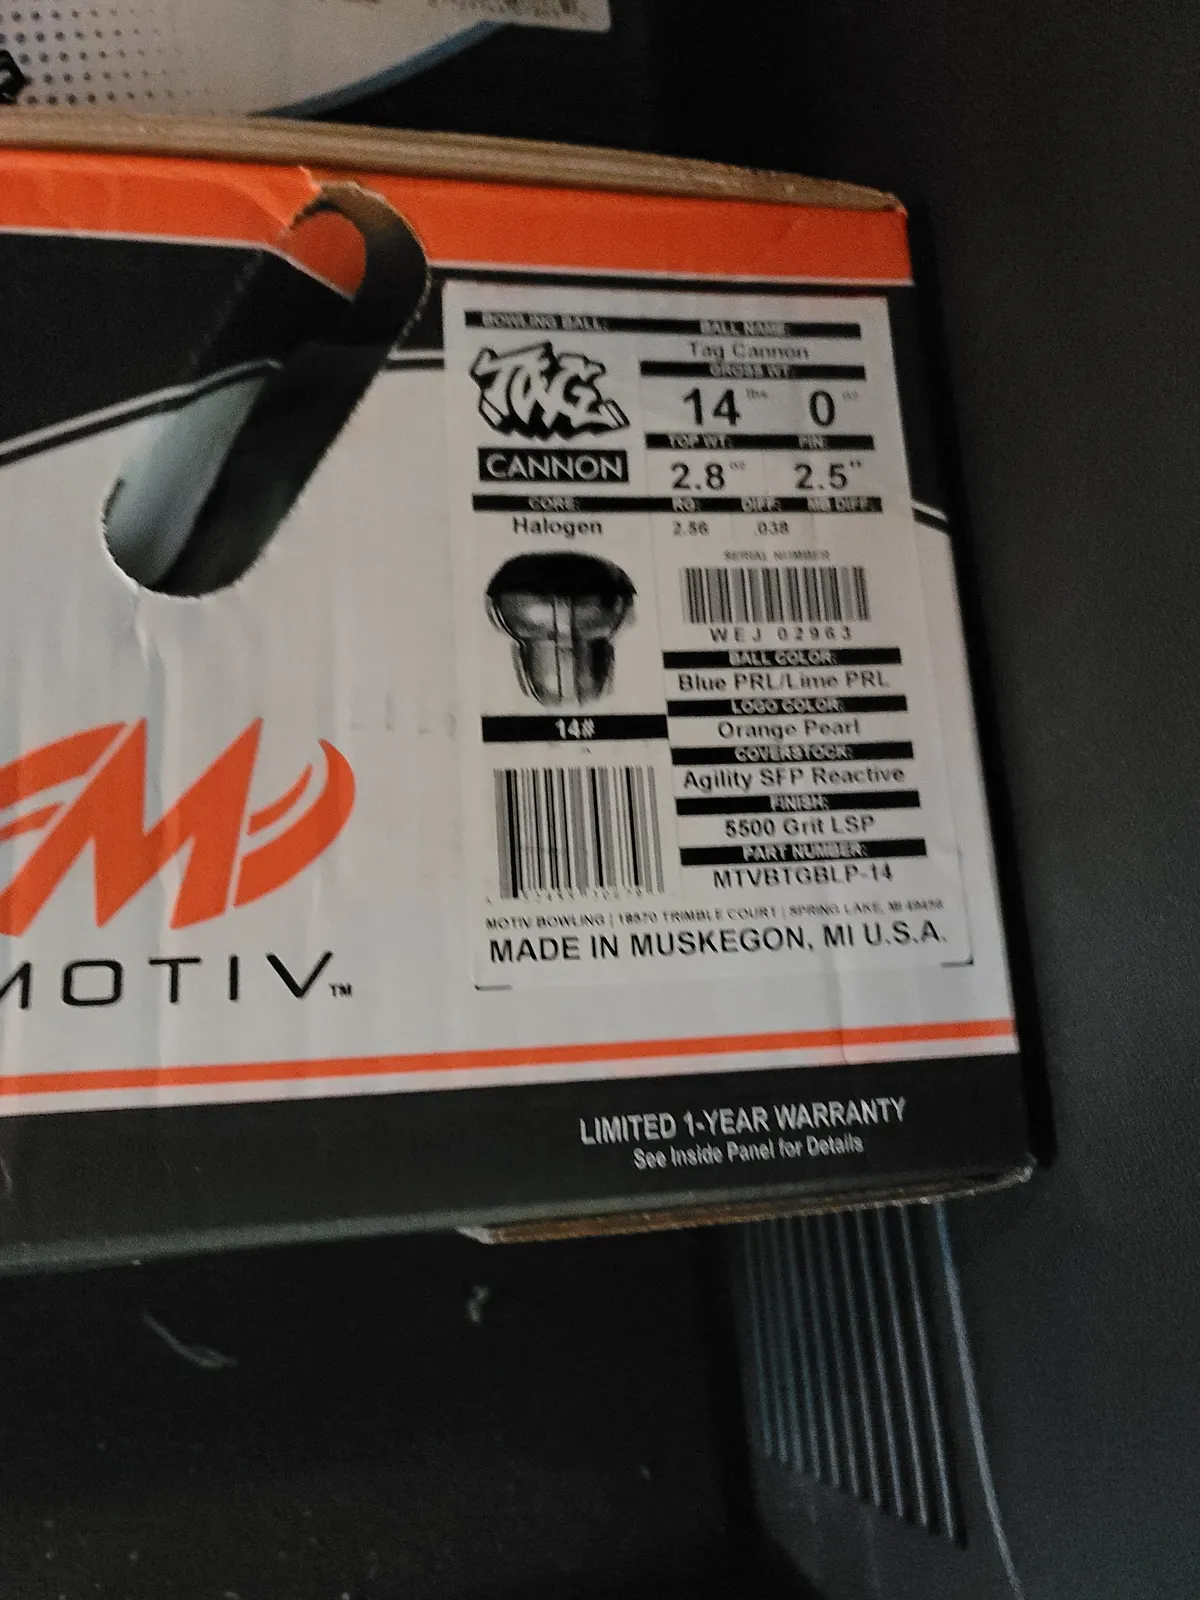 BOWLING BALL:
BALL NAME:
TAG
CANNON
Tag Cannon
GROSS WT:
14 lbs 0 oz
TOP WT: PIN:
2.8 oz 2.5"
CORE: RG: DIFF: MB DIFF:
Halogen 2.56 .038
SERIAL NUMBER
WEJ 02963
BALL COLOR:
Blue PRL/Lime PRL
LOGO COLOR:
14#
Orange Pearl
COVERSTOCK:
Agility SFP Reactive
FINISH:
5500 Grit LSP
PART NUMBER:
MTVBTGBLP-14
MOTIV BOWLING | 18570 TRIMBLE COURT | SPRING LAKE, MI 49456
MADE IN MUSKEGON, MI U.S.A.
MOTIV™
LIMITED 1-YEAR WARRANTY
See Inside Panel for Details